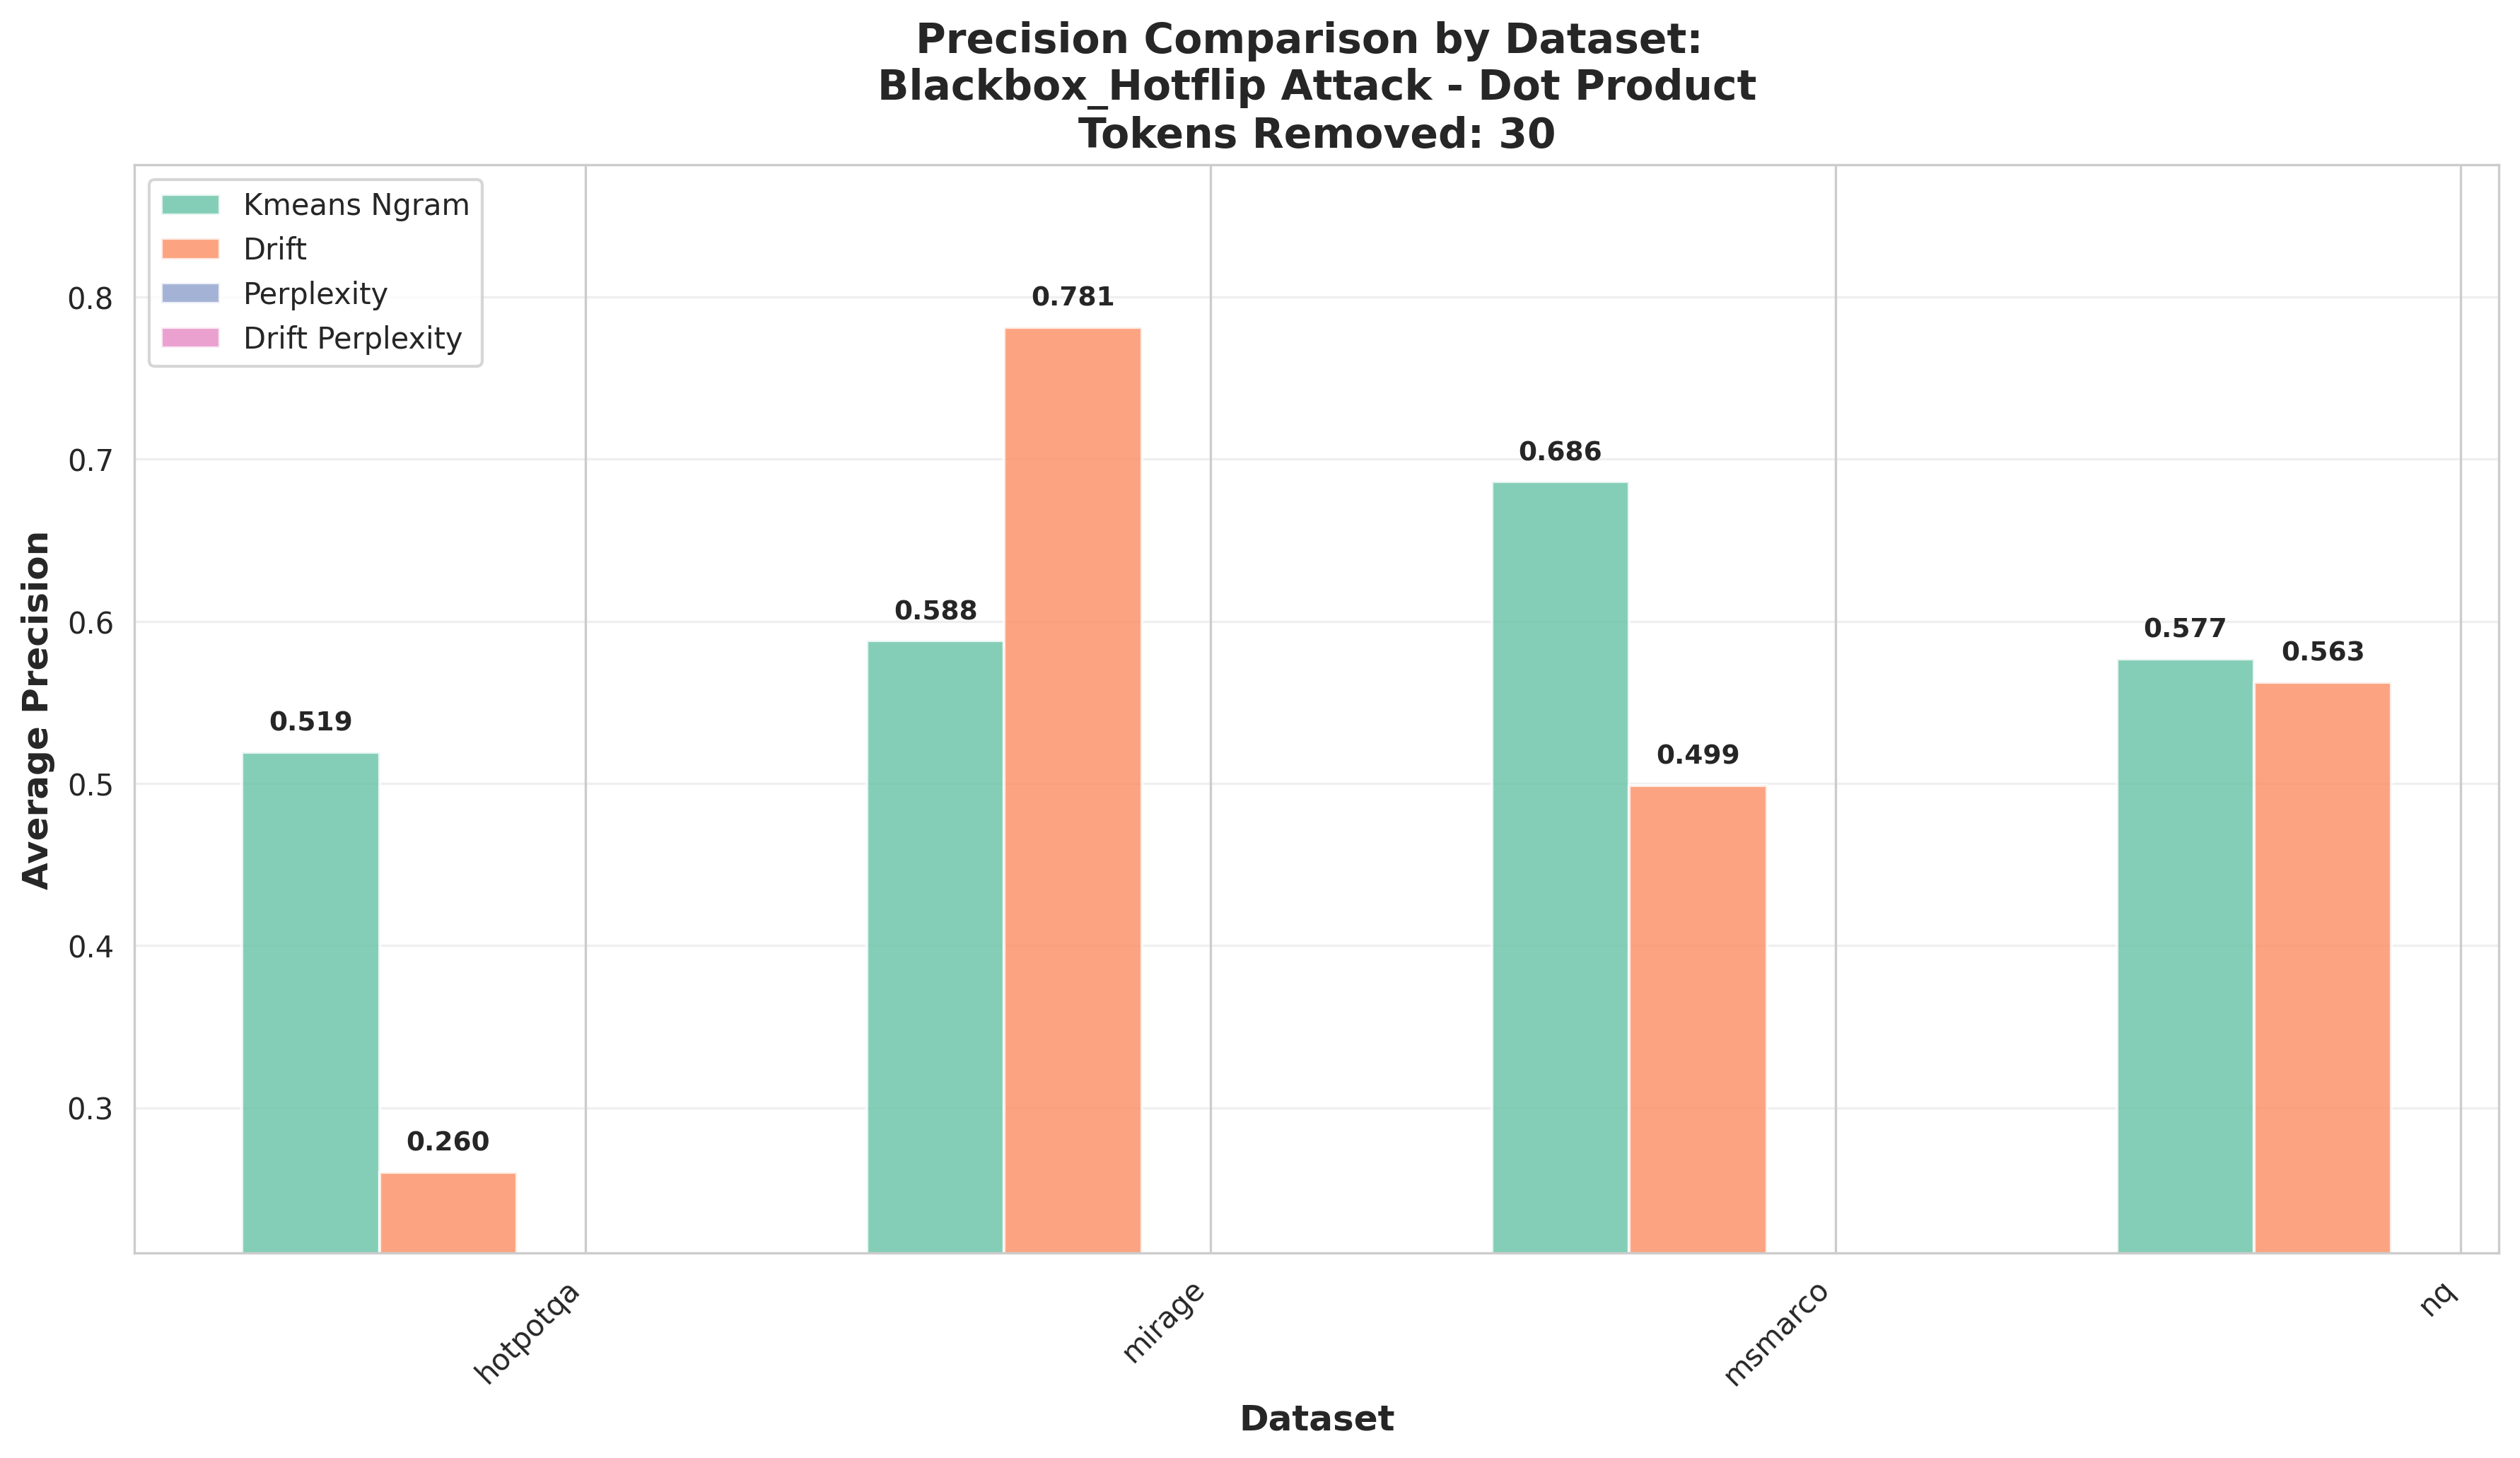 Precision Comparison by Dataset:
Blackbox_Hotflip Attack - Dot Product
Tokens Removed: 30
Kmeans Ngram
Drift
Perplexity
Drift Perplexity
Average Precision
0.8
0.7
0.6
0.5
0.4
0.3
0.519
0.260
0.588
0.781
0.686
0.499
0.577
0.563
hotpotqa
mirage
msmarco
nq
Dataset